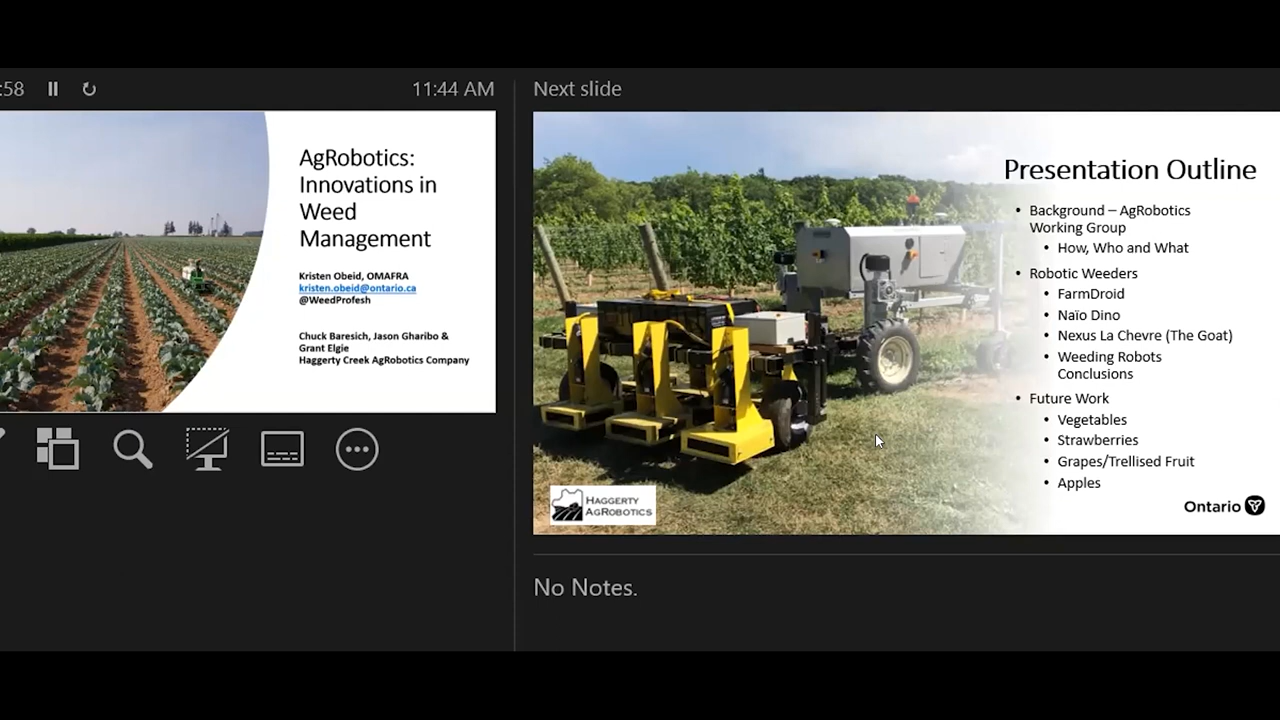 :58
11:44 AM
AgRobotics:
Innovations in
Weed
Management
Kristen Obeid, OMAFRA
kristen.obeid@ontario.ca
@WeedProfesh
Chuck Baresich, Jason Gharibo &
Grant Elgie
Haggerty Creek AgRobotics Company
Next slide
Presentation Outline
• Background – AgRobotics
Working Group
• How, Who and What
• Robotic Weeders
• FarmDroid
• Naïo Dino
• Nexus La Chevre (The Goat)
• Weeding Robots
Conclusions
• Future Work
• Vegetables
• Strawberries
• Grapes/Trellised Fruit
• Apples
HAGGERTY
AGROBOTICS
Ontario
No Notes.